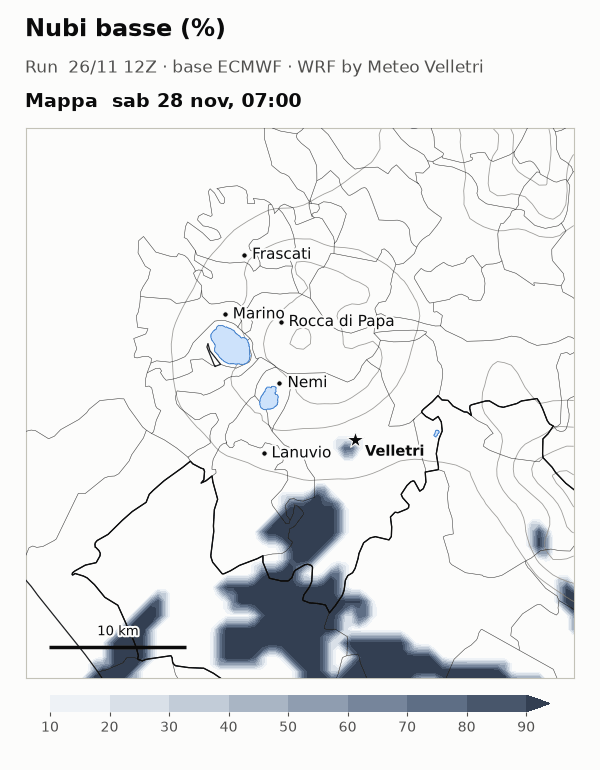 Nubi basse (%)
Run  26/11 12Z · base ECMWF · WRF by Meteo Velletri
Mappa  sab 28 nov, 07:00
Frascati
Marino
Rocca di Papa
Nemi
Velletri
Lanuvio
10 km
10 20 30 40 50 60 70 80 90